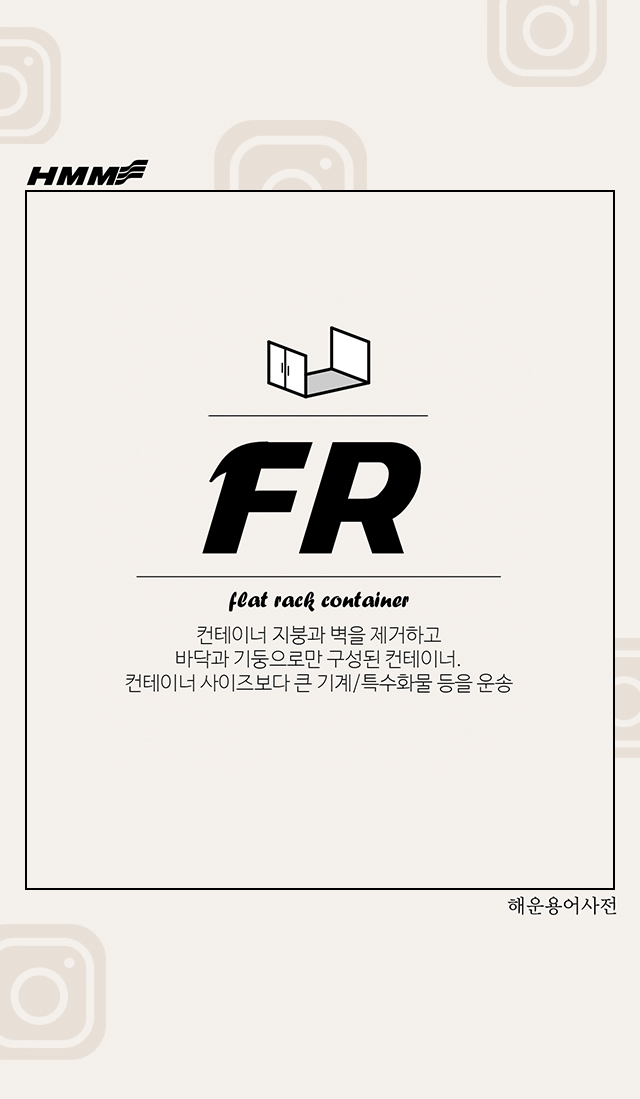 HMM
FR
flat rack container
컨테이너 지붕과 벽을 제거하고
바닥과 기둥으로만 구성된 컨테이너.
컨테이너 사이즈보다 큰 기계/특수화물 등을 운송
해운용어사전